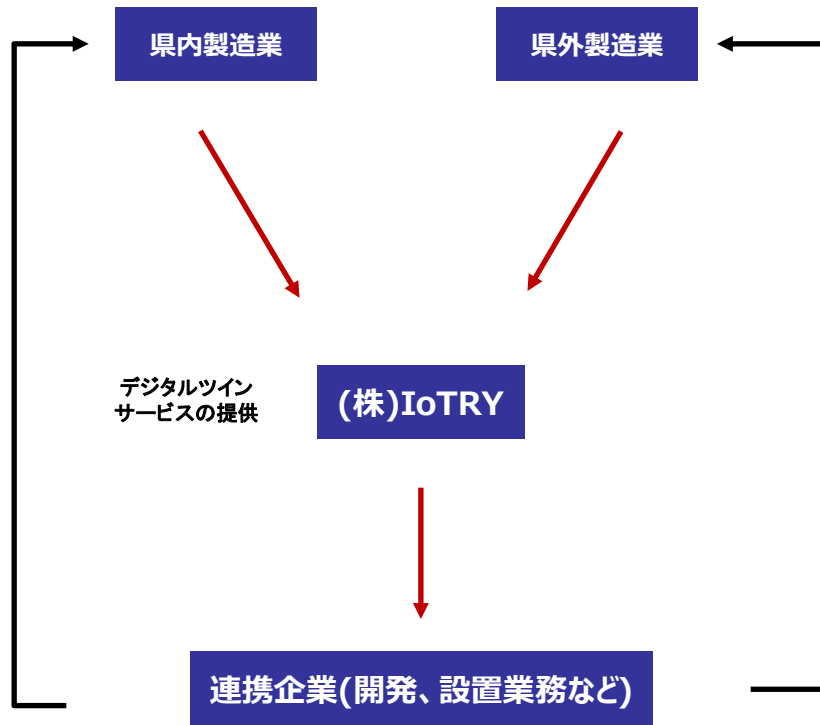 県内製造業
県外製造業
デジタルツイン
サービスの提供
(株)IoTRY
連携企業(開発、設置業務など)